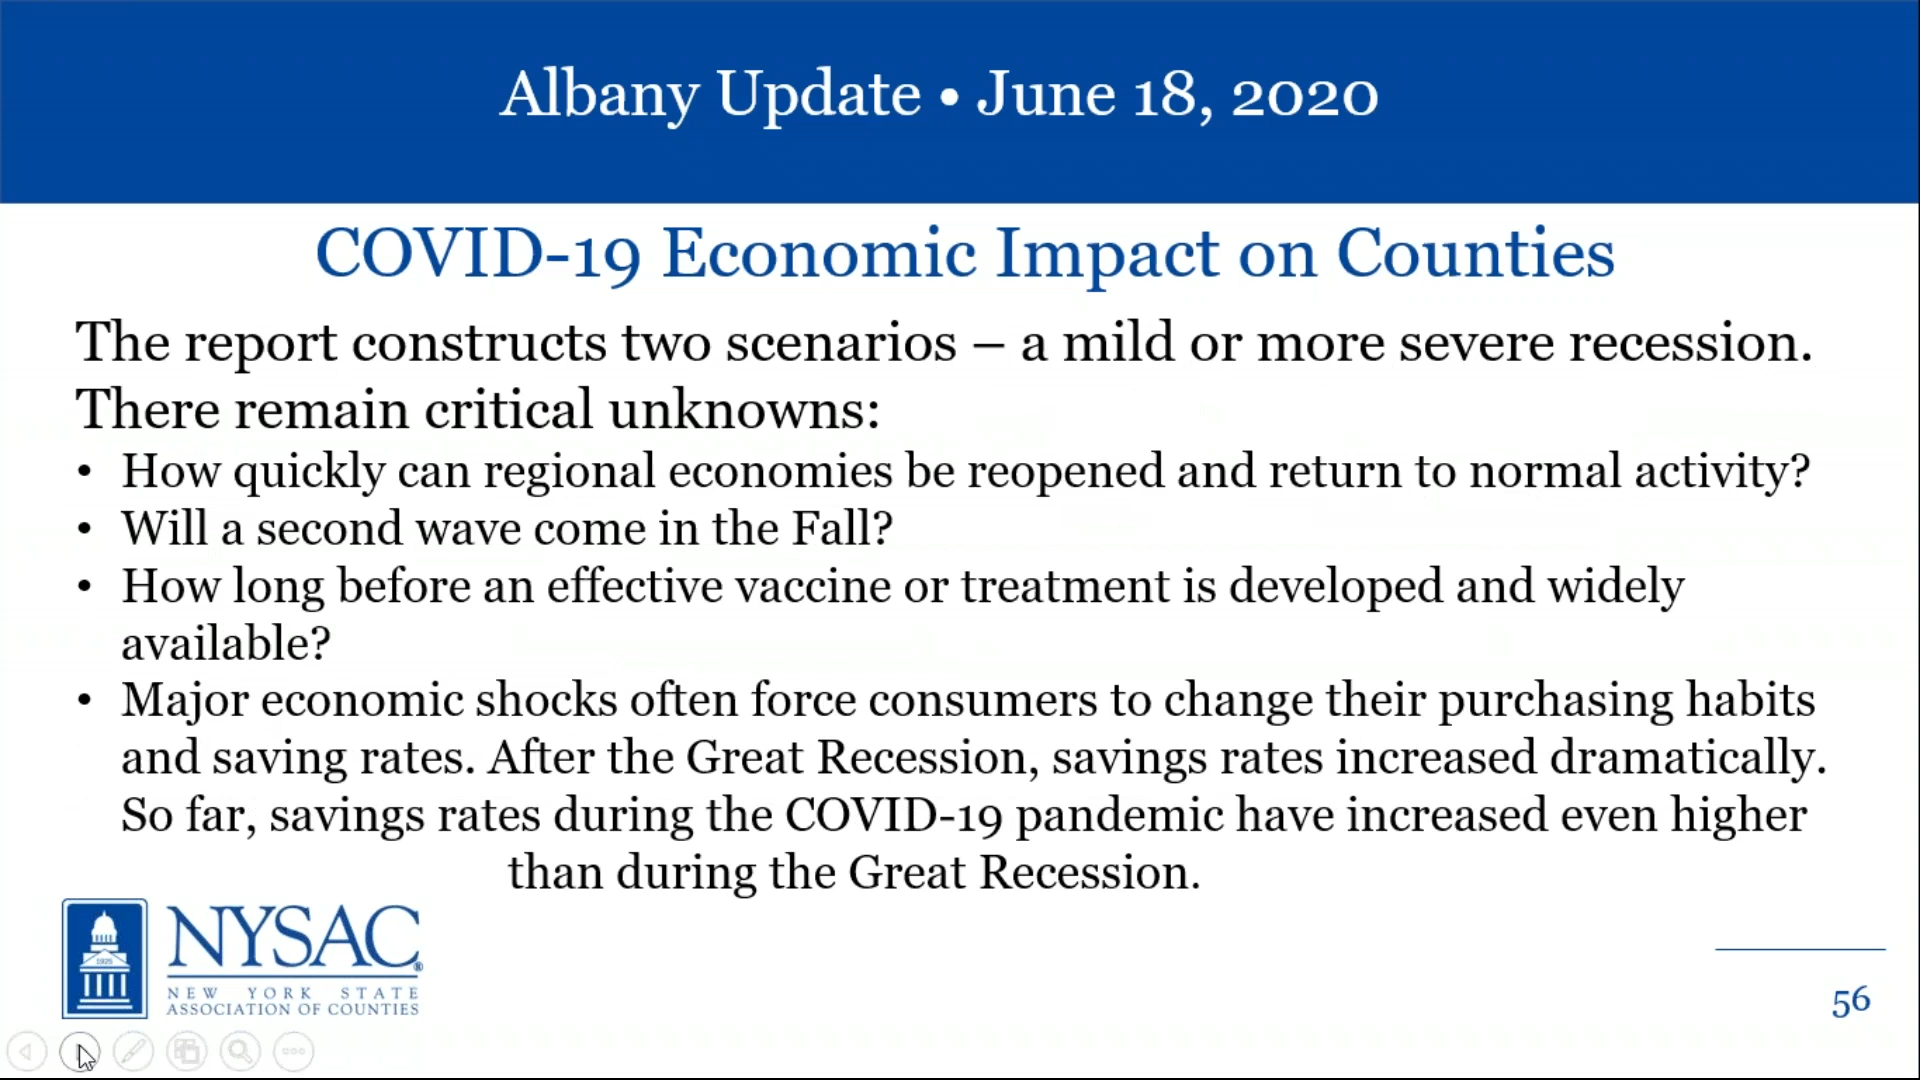 Albany Update • June 18, 2020
COVID-19 Economic Impact on Counties
The report constructs two scenarios – a mild or more severe recession.
There remain critical unknowns:
• How quickly can regional economies be reopened and return to normal activity?
• Will a second wave come in the Fall?
• How long before an effective vaccine or treatment is developed and widely
available?
• Major economic shocks often force consumers to change their purchasing habits
and saving rates. After the Great Recession, savings rates increased dramatically.
So far, savings rates during the COVID-19 pandemic have increased even higher
than during the Great Recession.
1925
NYSAC®
NEW YORK STATE
ASSOCIATION OF COUNTIES
56